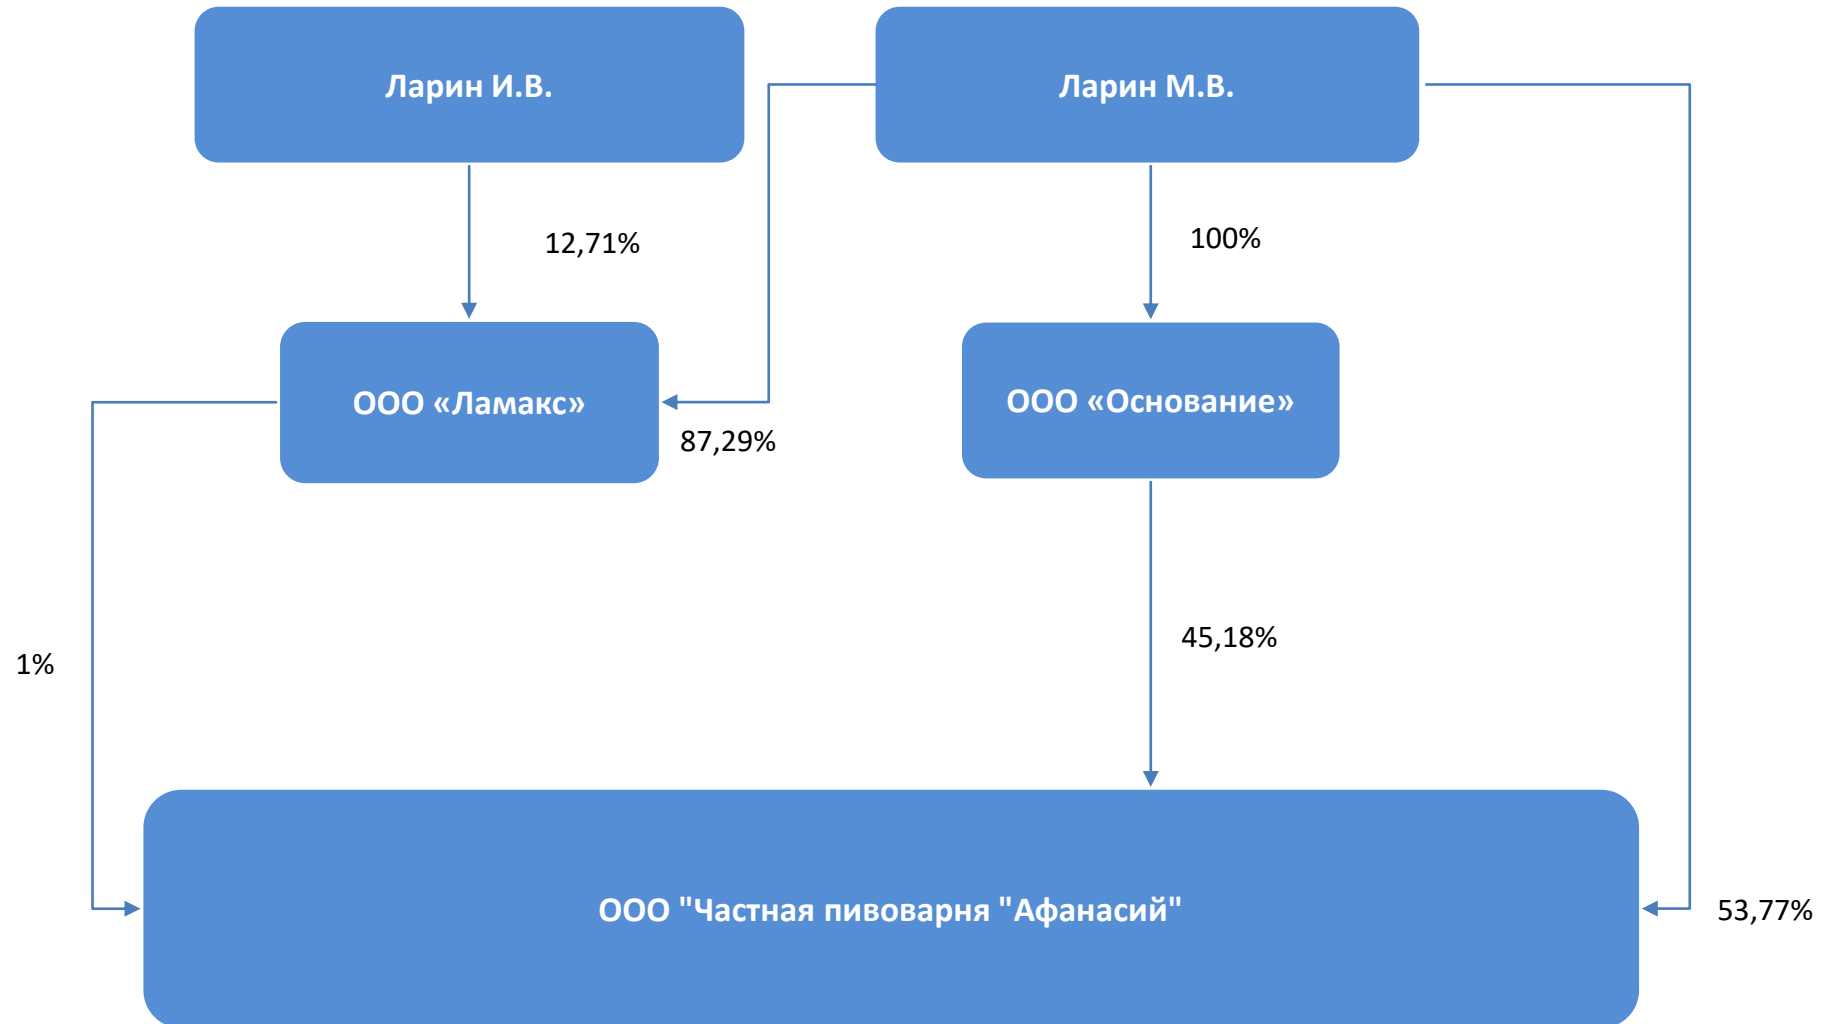 Ларин И.В.
Ларин М.В.
12,71%
100%
ООО «Ламакс»
ООО «Основание»
87,29%
45,18%
1%
ООО "Частная пивоварня "Афанасий"
53,77%